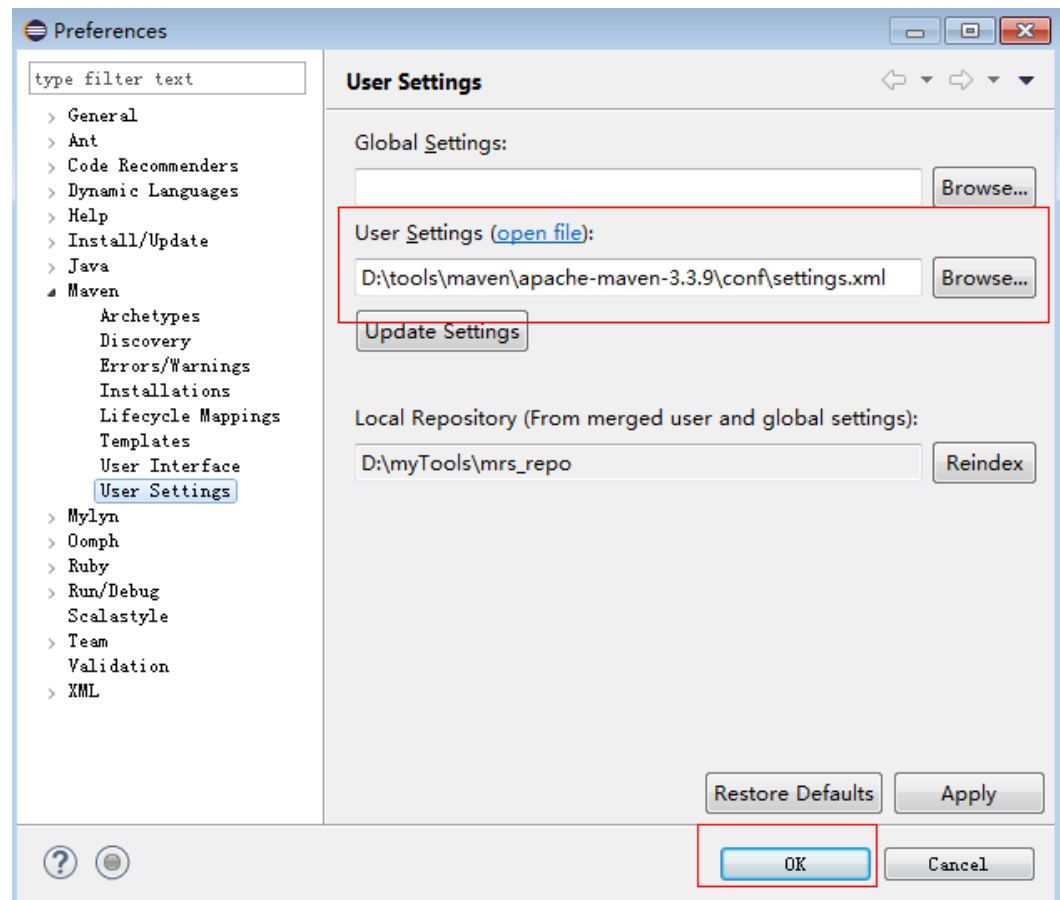 Preferences
type filter text
General
Ant
Code Recommenders
Dynamic Languages
Help
Install/Update
Java
Maven
Archetypes
Discovery
Errors/Warnings
Installations
Lifecycle Mappings
Templates
User Interface
User Settings
Mylyn
Oomph
Ruby
Run/Debug
Scalastyle
Team
Validation
XML
User Settings
Global Settings:
Browse...
User Settings (open file):
D:\tools\maven\apache-maven-3.3.9\conf\settings.xml Browse...
Update Settings
Local Repository (From merged user and global settings):
D:\myTools\mrs_repo Reindex
Restore Defaults Apply
? OK Cancel